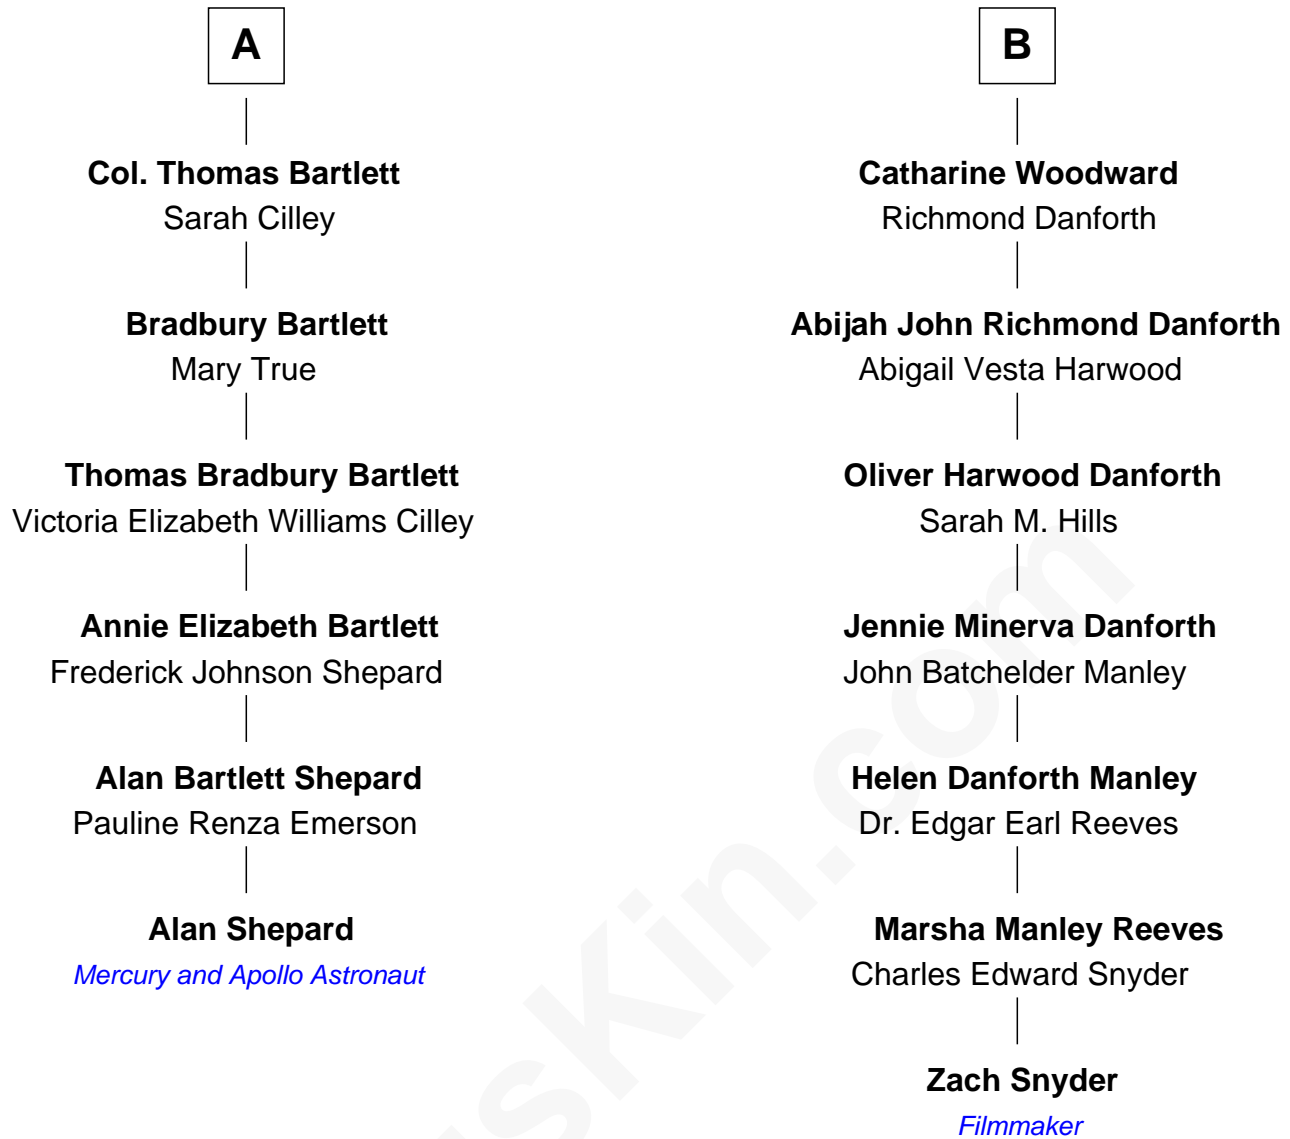 A
Col. Thomas Bartlett
Sarah Cilley
Bradbury Bartlett
Mary True
Thomas Bradbury Bartlett
Victoria Elizabeth Williams Cilley
Annie Elizabeth Bartlett
Frederick Johnson Shepard
Alan Bartlett Shepard
Pauline Renza Emerson
Alan Shepard
Mercury and Apollo Astronaut
B
Catharine Woodward
Richmond Danforth
Abijah John Richmond Danforth
Abigail Vesta Harwood
Oliver Harwood Danforth
Sarah M. Hills
Jennie Minerva Danforth
John Batchelder Manley
Helen Danforth Manley
Dr. Edgar Earl Reeves
Marsha Manley Reeves
Charles Edward Snyder
Zach Snyder
Filmmaker